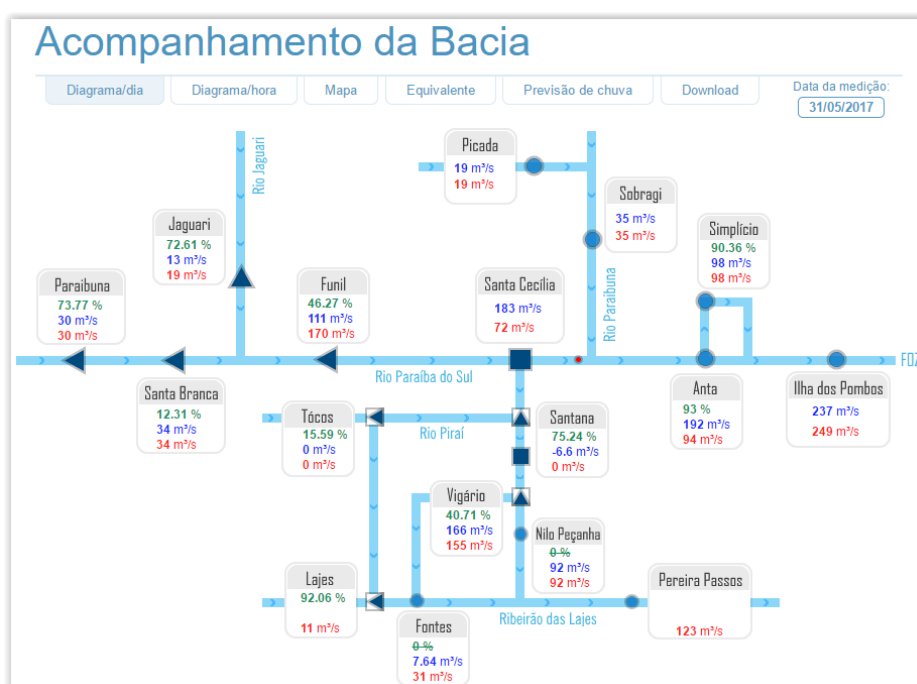 Acompanhamento da Bacia
Diagrama/dia
Diagrama/hora
Mapa
Equivalente
Previsão de chuva
Download
Data da medição:
31/05/2017
Rio Jaguari
Picada
19 m³/s
19 m³/s
Sobragi
35 m³/s
35 m³/s
Simplício
90.36 %
98 m³/s
98 m³/s
Jaguari
72.61 %
13 m³/s
19 m³/s
Paraibuna
73.77 %
30 m³/s
30 m³/s
Funil
46.27 %
111 m³/s
170 m³/s
Santa Cecília
183 m³/s
72 m³/s
Rio Paraibuna
FOZ
Rio Paraíba do Sul
Santa Branca
12.31 %
34 m³/s
34 m³/s
Anta
93 %
192 m³/s
94 m³/s
Ilha dos Pombos
237 m³/s
249 m³/s
Tócos
15.59 %
0 m³/s
0 m³/s
Rio Piraí
Santana
75.24 %
-6.6 m³/s
0 m³/s
Vigário
40.71 %
166 m³/s
155 m³/s
Nilo Peçanha
0 %
92 m³/s
92 m³/s
Lajes
92.06 %
11 m³/s
Fontes
0 %
7.64 m³/s
31 m³/s
Ribeirão das Lajes
Pereira Passos
123 m³/s